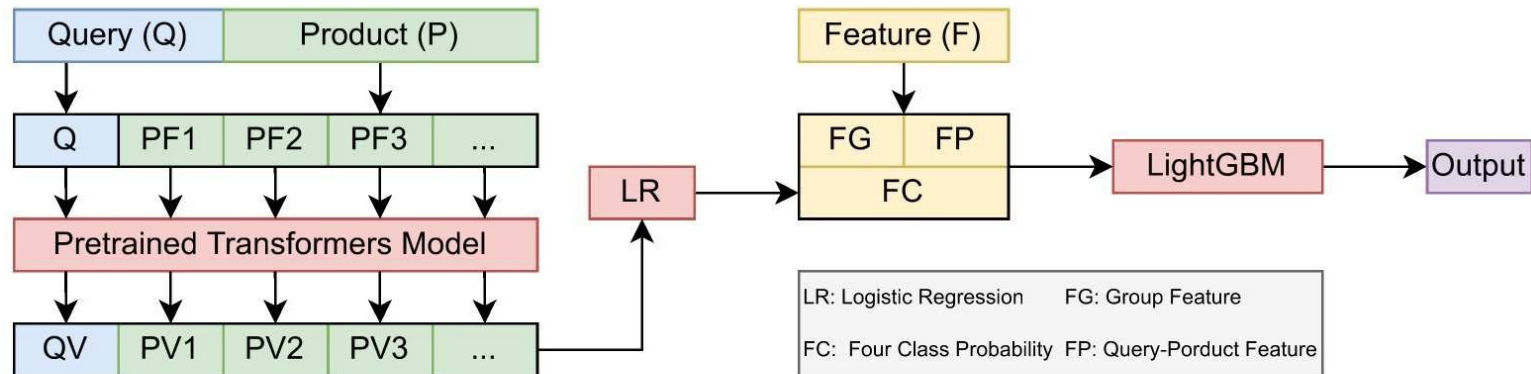 Query (Q) Product (P) Feature (F)
Q PF1 PF2 PF3 ... FG FP
LR FC LightGBM Output
Pretrained Transformers Model
QV PV1 PV2 PV3 ...
LR: Logistic Regression FG: Group Feature
FC: Four Class Probability FP: Query-Porduct Feature